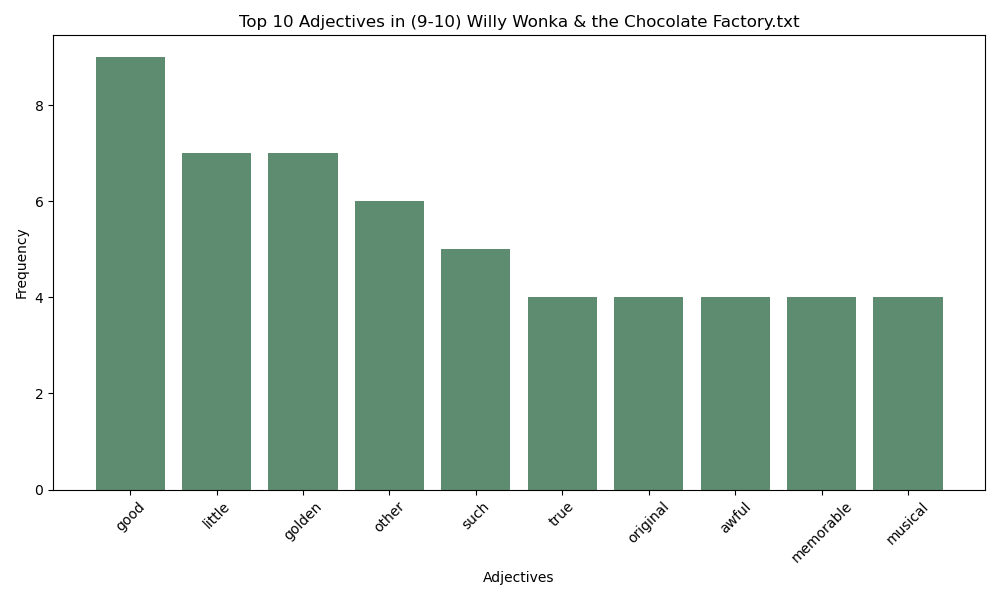 Top 10 Adjectives in (9-10) Willy Wonka & the Chocolate Factory.txt
Frequency
8
6
4
2
0
good
little
golden
other
such
true
original
awful
memorable
musical
Adjectives